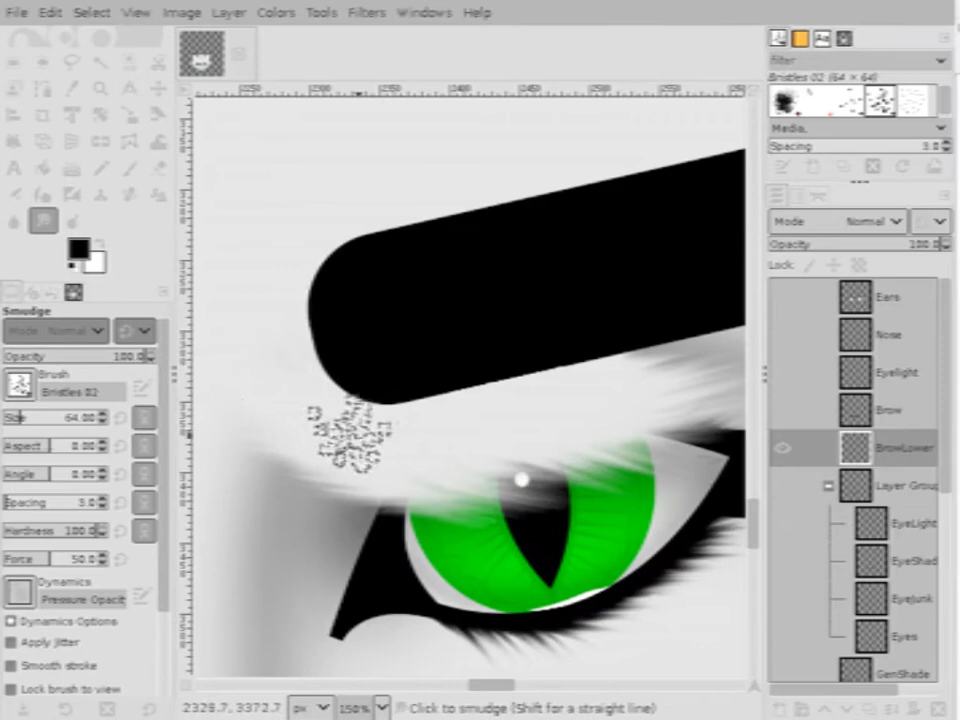 File Edit Select View Image Layer Colors Tools Filters Windows Help
filter
Bristles 02 (64 × 64)
Media,
Spacing 3.0
Mode Normal
Opacity 100.0
Lock:
Ears
Nose
Eyelight
Brow
BrowLower
Layer Group
EyeLight
EyeShad
EyeJunk
Eyes
GenShade
Smudge
Mode Normal
Opacity 100.0
Brush
Bristles 02
Size 64.00
Aspect 0.00
Angle 0.00
Spacing 3.0
Hardness 100.0
Force 50.0
Dynamics
Pressure Opacit
Dynamics Options
Apply Jitter
Smooth stroke
Lock brush to view
2329.7, 3372.7 px 150% Click to smudge (Shift for a straight line)